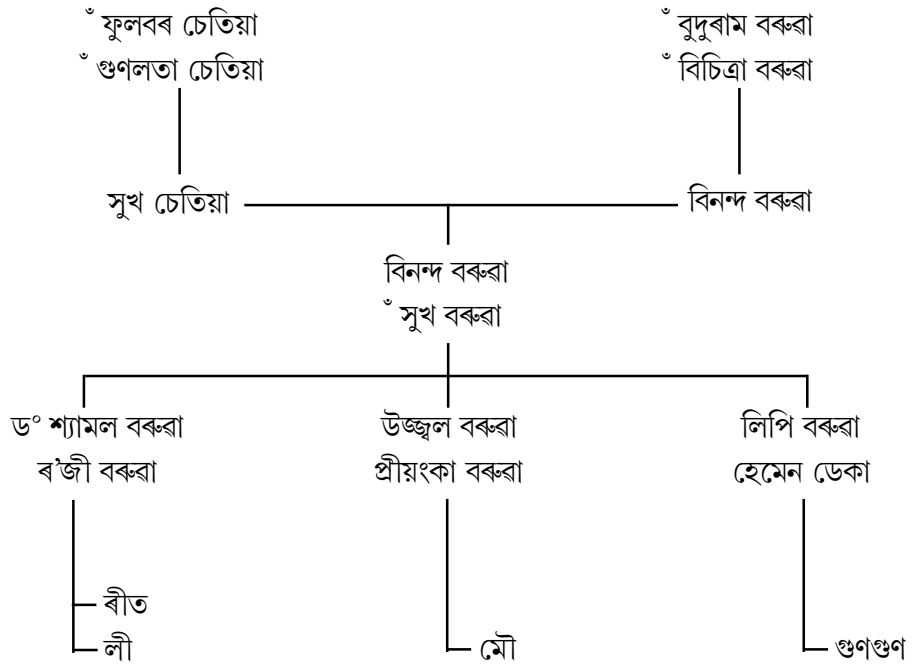 ঁ ফুলবৰ চেতিয়া
ঁ গুণলতা চেতিয়া
ঁ বুদুৰাম বৰুৱা
ঁ বিচিত্ৰা বৰুৱা
সুখ চেতিয়া
বিনন্দ বৰুৱা
বিনন্দ বৰুৱা
ঁ সুখ বৰুৱা
ড° শ্যামল বৰুৱা
ৰ'জী বৰুৱা
উজ্জ্বল বৰুৱা
প্ৰীয়ংকা বৰুৱা
লিপি বৰুৱা
হেমেন ডেকা
ৰীত
লী
মৌ
গুণগুণ